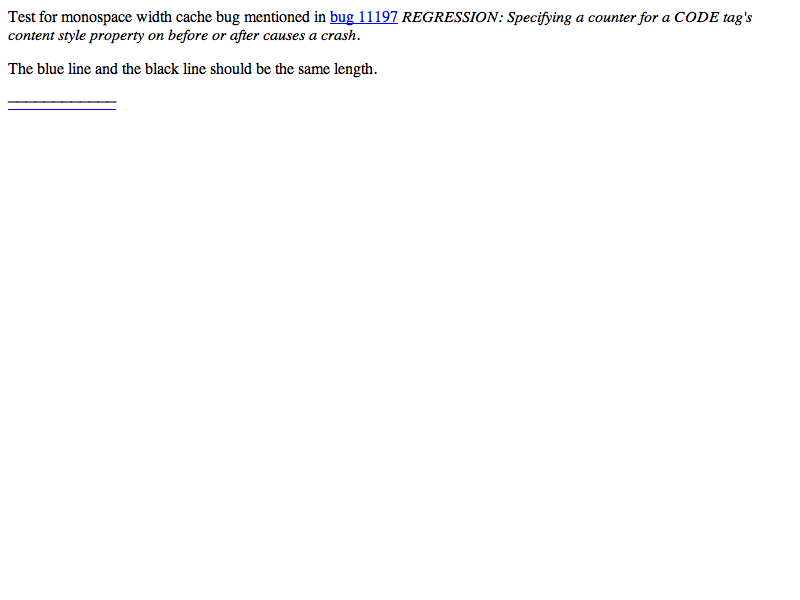 Test for monospace width cache bug mentioned in bug 11197 REGRESSION: Specifying a counter for a CODE tag's
content style property on before or after causes a crash.
The blue line and the black line should be the same length.